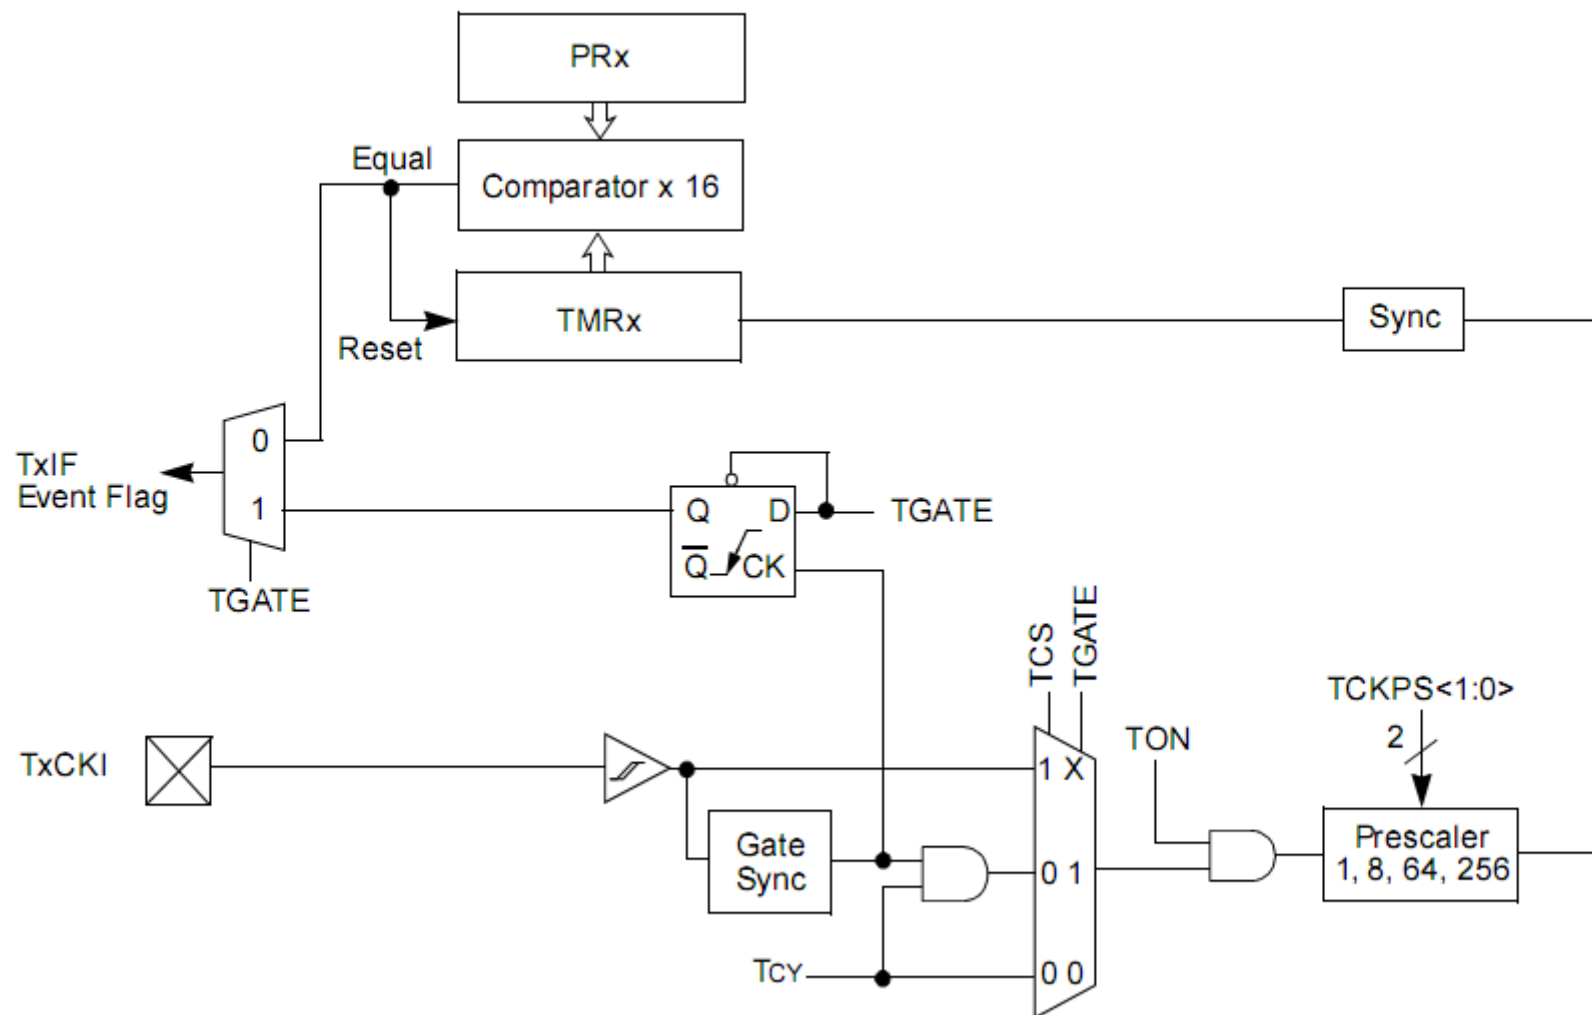 PRx
Equal
Comparator x 16
TMRx
Sync
Reset
0
TxIF
Event Flag
1
Q D
TGATE
Q̅ CK
TGATE
TCS
TGATE
TCKPS<1:0>
2
TON
TxCKI
1 X
Gate
Sync
0 1
Prescaler
1, 8, 64, 256
TCY
0 0